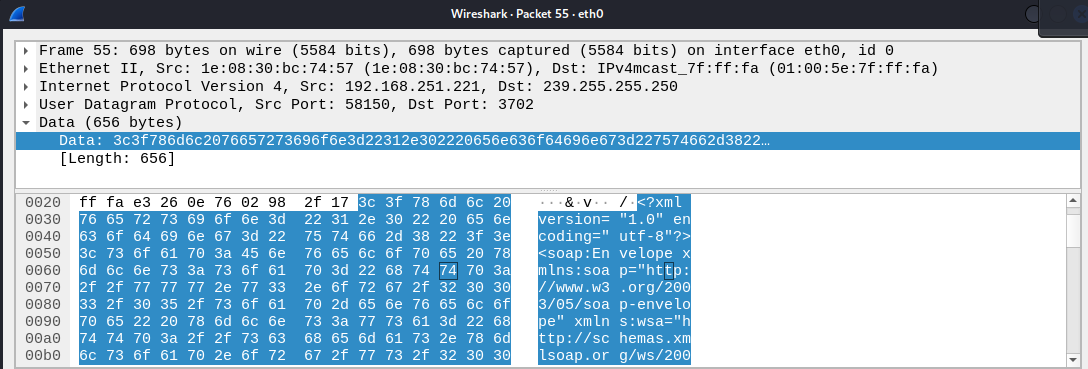 Wireshark · Packet 55 · eth0
Frame 55: 698 bytes on wire (5584 bits), 698 bytes captured (5584 bits) on interface eth0, id 0
Ethernet II, Src: 1e:08:30:bc:74:57 (1e:08:30:bc:74:57), Dst: IPv4mcast_7f:ff:fa (01:00:5e:7f:ff:fa)
Internet Protocol Version 4, Src: 192.168.251.221, Dst: 239.255.255.250
User Datagram Protocol, Src Port: 58150, Dst Port: 3702
Data (656 bytes)
Data: 3c3f786d6c2076657273696f6e3d22312e302220656e636f64696e673d227574662d3822…
[Length: 656]
0020 ff fa e3 26 0e 76 02 98 2f 17 3c 3f 78 6d 6c 20 ···&·v·· /·<?xml
0030 76 65 72 73 69 6f 6e 3d 22 31 2e 30 22 20 65 6e version= "1.0" en
0040 63 6f 64 69 6e 67 3d 22 75 74 66 2d 38 22 3f 3e coding=" utf-8"?>
0050 3c 73 6f 61 70 3a 45 6e 76 65 6c 6f 70 65 20 78 <soap:En velope x
0060 6d 6c 6e 73 3a 73 6f 61 70 3d 22 68 74 74 70 3a mlns:soa p="http:
0070 2f 2f 77 77 77 2e 77 33 2e 6f 72 67 2f 32 30 30 //www.w3 .org/200
0080 33 2f 30 35 2f 73 6f 61 70 2d 65 6e 76 65 6c 6f 3/05/soa p-envelo
0090 70 65 22 20 78 6d 6c 6e 73 3a 77 73 61 3d 22 68 pe" xmln s:wsa="h
00a0 74 74 70 3a 2f 2f 73 63 68 65 6d 61 73 2e 78 6d ttp://sc hemas.xm
00b0 6c 73 6f 61 70 2e 6f 72 67 2f 77 73 2f 32 30 30 lsoap.or g/ws/200